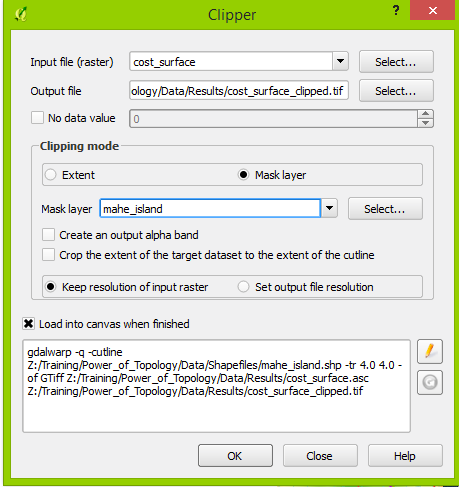 Clipper
?
Input file (raster) cost_surface Select...
Output file ology/Data/Results/cost_surface_clipped.tif Select...
No data value 0
Clipping mode
Extent Mask layer
Mask layer mahe_island Select...
Create an output alpha band
Crop the extent of the target dataset to the extent of the cutline
Keep resolution of input raster Set output file resolution
Load into canvas when finished
gdalwarp -q -cutline
Z:/Training/Power_of_Topology/Data/Shapefiles/mahe_island.shp -tr 4.0 4.0 -
of GTiff Z:/Training/Power_of_Topology/Data/Results/cost_surface.asc
Z:/Training/Power_of_Topology/Data/Results/cost_surface_clipped.tif
OK Close Help